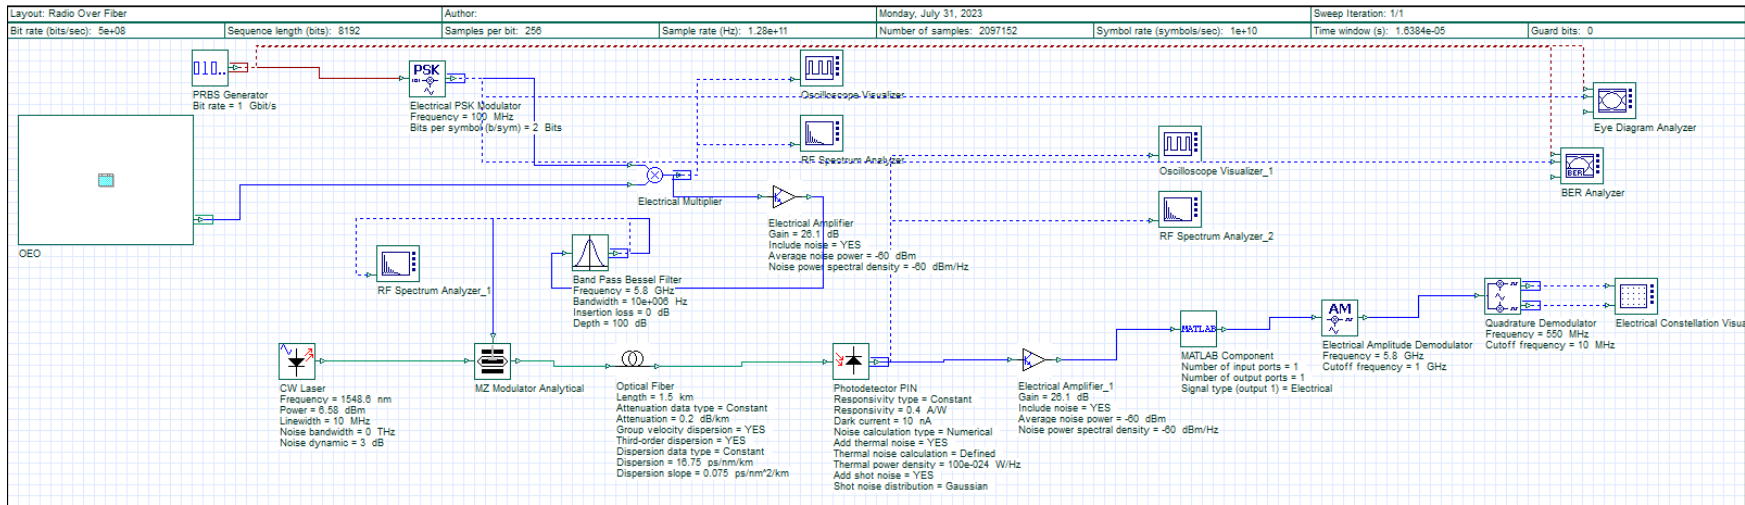 Layout: Radio Over Fiber
Author:
Monday, July 31, 2023
Sweep Iteration: 1/1
Bit rate (bits/sec): 5e+08
Sequence length (bits): 8192
Samples per bit: 256
Sample rate (Hz): 1.28e+11
Number of samples: 2097152
Symbol rate (symbols/sec): 1e+10
Time window (s): 1.6384e-05
Guard bits: 0
010..
PRBS Generator
Bit rate = 1 Gbit/s
PSK
Electrical PSK Modulator
Frequency = 100 MHz
Bits per symbol (b/sym) = 2 Bits
Oscilloscope Visualizer
RF Spectrum Analyzer
Eye Diagram Analyzer
Oscilloscope Visualizer_1
BER
BER Analyzer
RF Spectrum Analyzer_2
OEO
Electrical Multiplier
Electrical Amplifier
Gain = 26.1 dB
Include noise = YES
Average noise power = -60 dBm
Noise power spectral density = -60 dBm/Hz
RF Spectrum Analyzer_1
Band Pass Bessel Filter
Frequency = 5.8 GHz
Bandwidth = 10e+006 Hz
Insertion loss = 0 dB
Depth = 100 dB
CW Laser
Frequency = 1548.6 nm
Power = 6.58 dBm
Linewidth = 10 MHz
Noise bandwidth = 0 THz
Noise dynamic = 3 dB
MZ Modulator Analytical
Optical Fiber
Length = 1.5 km
Attenuation data type = Constant
Attenuation = 0.2 dB/km
Group velocity dispersion = YES
Third-order dispersion = YES
Dispersion data type = Constant
Dispersion = 16.75 ps/nm/km
Dispersion slope = 0.075 ps/nm^2/km
Photodetector PIN
Responsivity type = Constant
Responsivity = 0.4 A/W
Dark current = 10 nA
Noise calculation type = Numerical
Add thermal noise = YES
Thermal noise calculation = Defined
Thermal power density = 100e-024 W/Hz
Add shot noise = YES
Shot noise distribution = Gaussian
Electrical Amplifier_1
Gain = 26.1 dB
Include noise = YES
Average noise power = -60 dBm
Noise power spectral density = -60 dBm/Hz
MATLAB
MATLAB Component
Number of input ports = 1
Number of output ports = 1
Signal type (output 1) = Electrical
AM
Electrical Amplitude Demodulator
Frequency = 5.8 GHz
Cutoff frequency = 1 GHz
Quadrature Demodulator
Frequency = 550 MHz
Cutoff frequency = 10 MHz
Electrical Constellation Visua